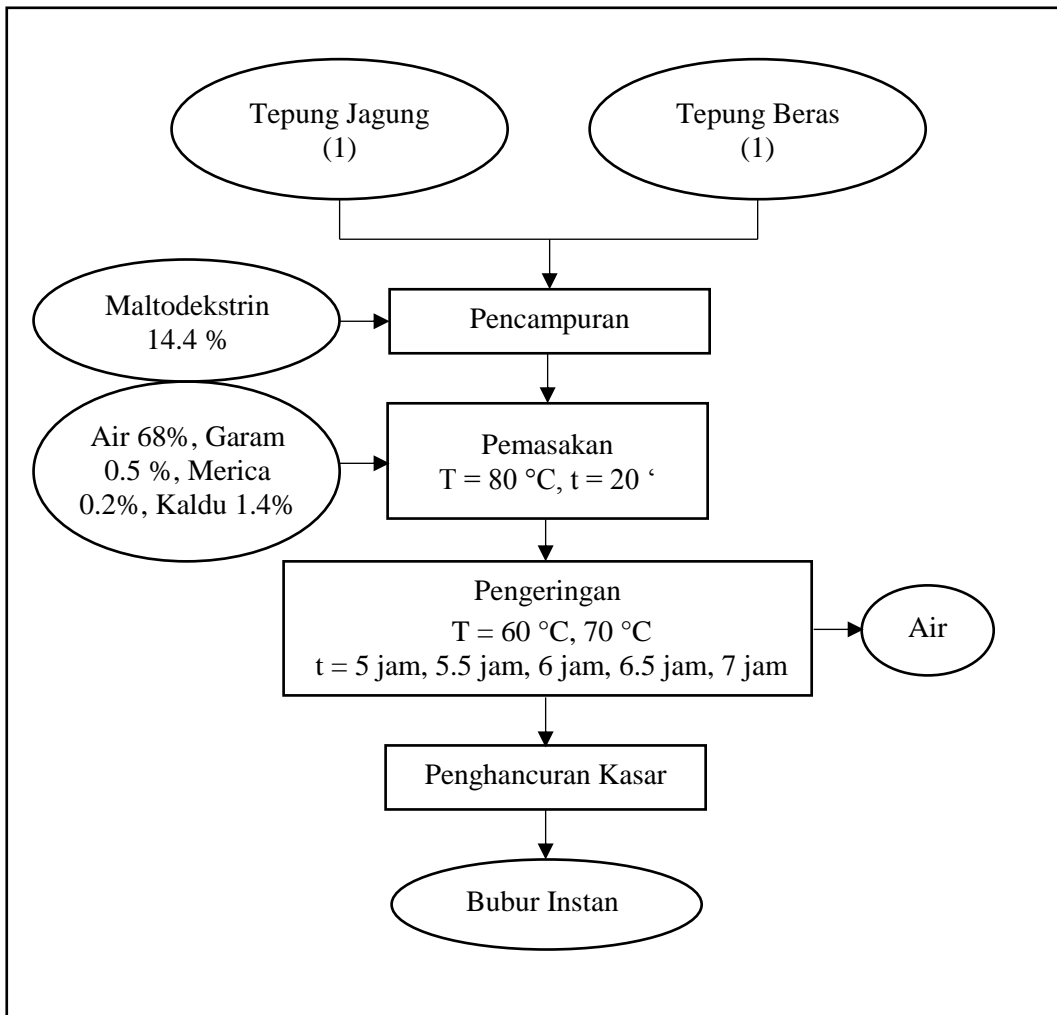 Tepung Jagung
(1)
Tepung Beras
(1)
Maltodekstrin
14.4 %
Pencampuran
Air 68%, Garam
0.5 %, Merica
0.2%, Kaldu 1.4%
Pemasakan
T = 80 °C, t = 20 ‘
Pengeringan
T = 60 °C, 70 °C
t = 5 jam, 5.5 jam, 6 jam, 6.5 jam, 7 jam
Air
Penghancuran Kasar
Bubur Instan